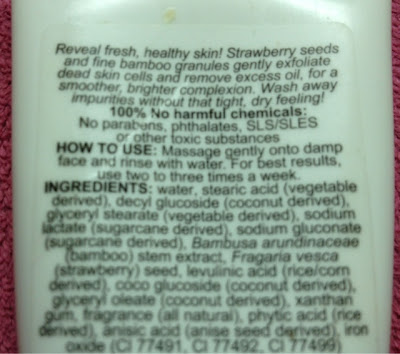 Reveal fresh, healthy skin! Strawberry seeds
and fine bamboo granules gently exfoliate
dead skin cells and remove excess oil, for a
smoother, brighter complexion. Wash away
impurities without that tight, dry feeling!
100% No harmful chemicals:
No parabens, phthalates, SLS/SLES
or other toxic substances
HOW TO USE: Massage gently onto damp
face and rinse with water. For best results,
use two to three times a week.
INGREDIENTS: water, stearic acid (vegetable
derived), decyl glucoside (coconut derived),
glyceryl stearate (vegetable derived), sodium
lactate (sugarcane derived), sodium gluconate
(sugarcane derived), Bambusa arundinaceae
(bamboo) stem extract, Fragaria vesca
(strawberry) seed, levulinic acid (rice/corn
derived), coco glucoside (coconut derived),
glyceryl oleate (coconut derived), xanthan
gum, fragrance (all natural), phytic acid (rice
derived), anisic acid (anise seed derived), iron
oxide (CI 77491, CI 77492, CI 77499)